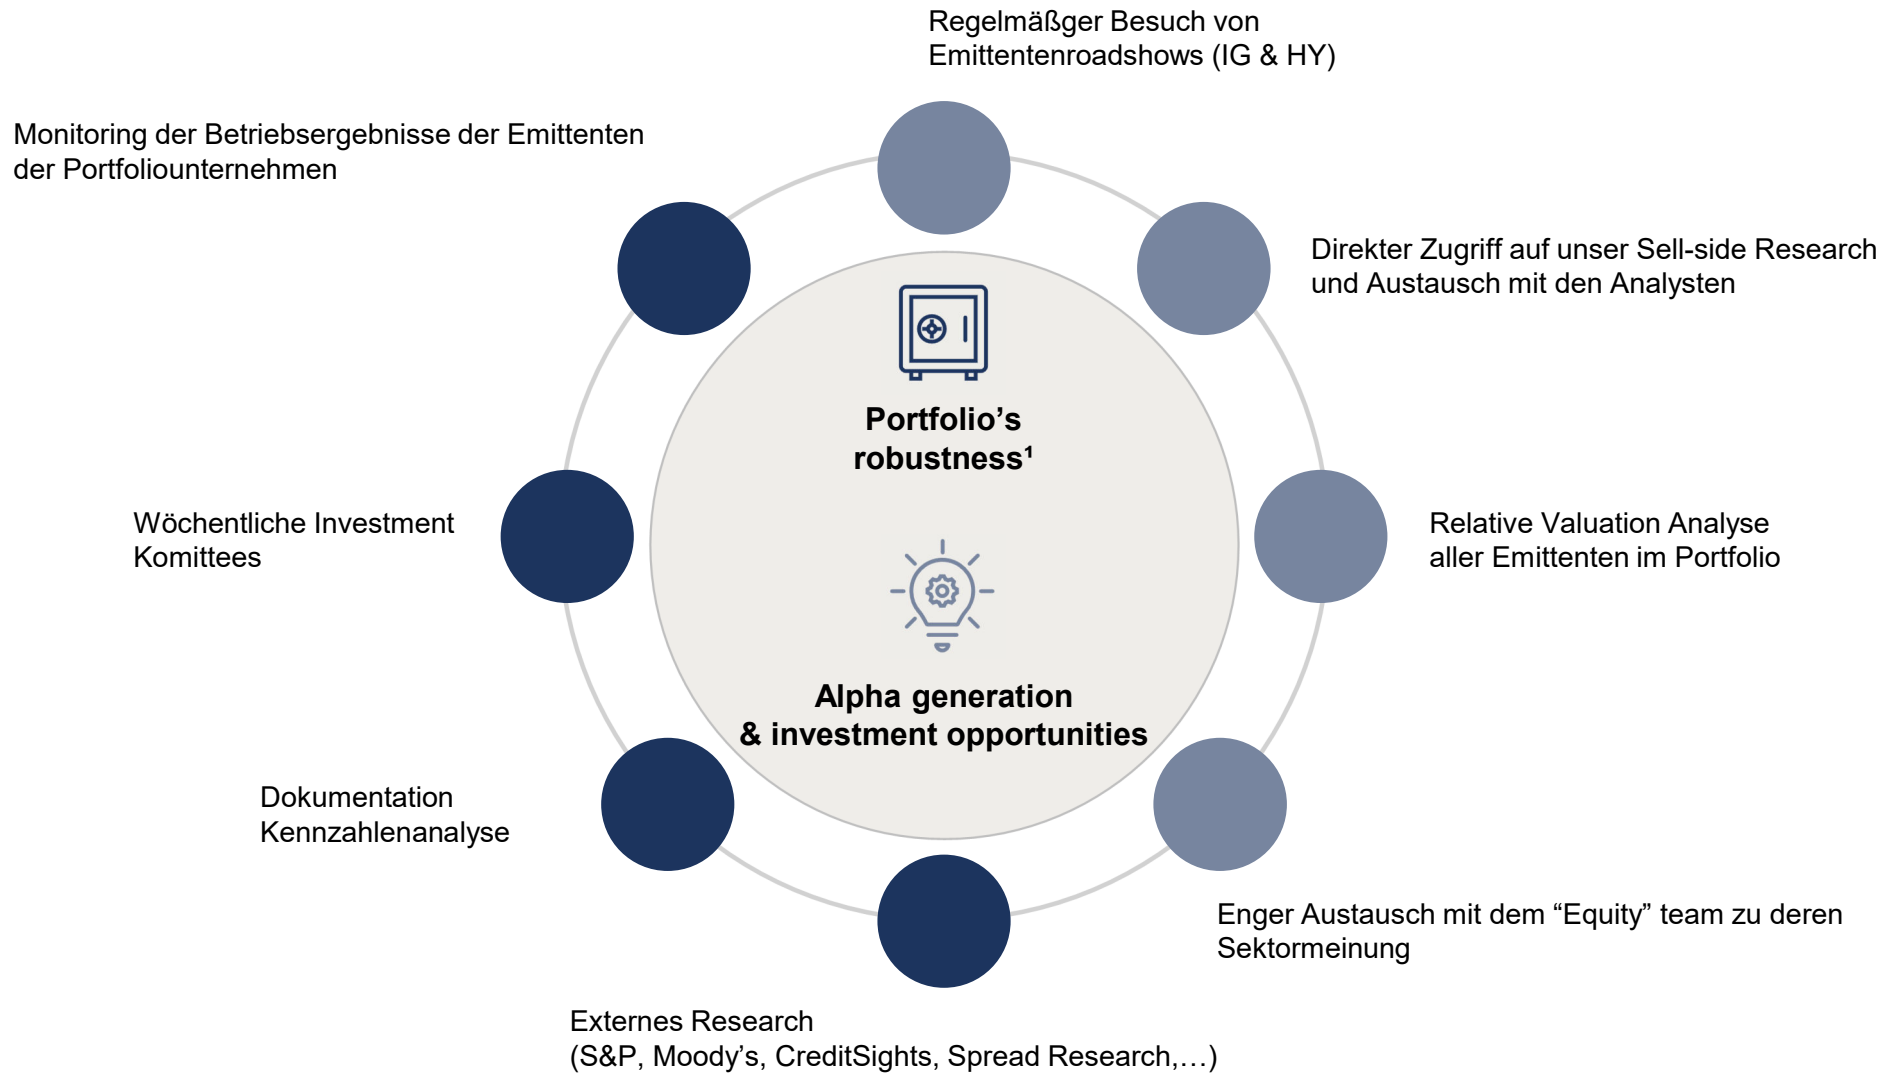 Regelmäßger Besuch von
Emittentenroadshows (IG & HY)
Monitoring der Betriebsergebnisse der Emittenten
der Portfoliounternehmen
Direkter Zugriff auf unser Sell-side Research
und Austausch mit den Analysten
Portfolio’s
robustness¹
Wöchentliche Investment
Komittees
Relative Valuation Analyse
aller Emittenten im Portfolio
Alpha generation
& investment opportunities
Dokumentation
Kennzahlenanalyse
Enger Austausch mit dem “Equity” team zu deren
Sektormeinung
Externes Research
(S&P, Moody’s, CreditSights, Spread Research,…)